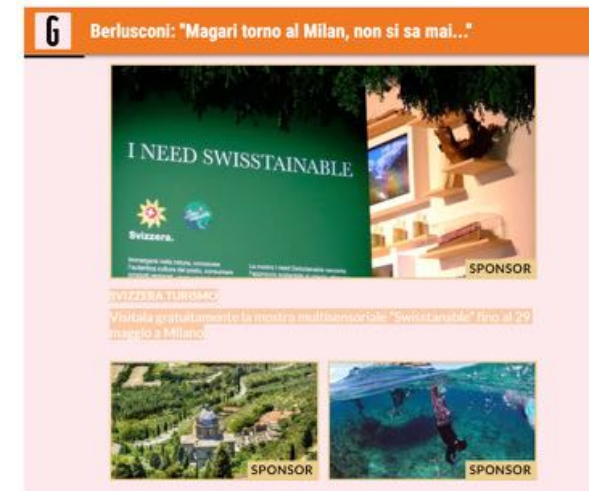 G
Berlusconi: "Magari torno al Milan, non si sa mai..."
I NEED SWISSTAINABLE
Svizzera.
SPONSOR
SVIZZERA TURISMO
Visitala gratuitamente la mostra multisensoriale "Swisstanable" fino al 29
maggio a Milano
SPONSOR
SPONSOR